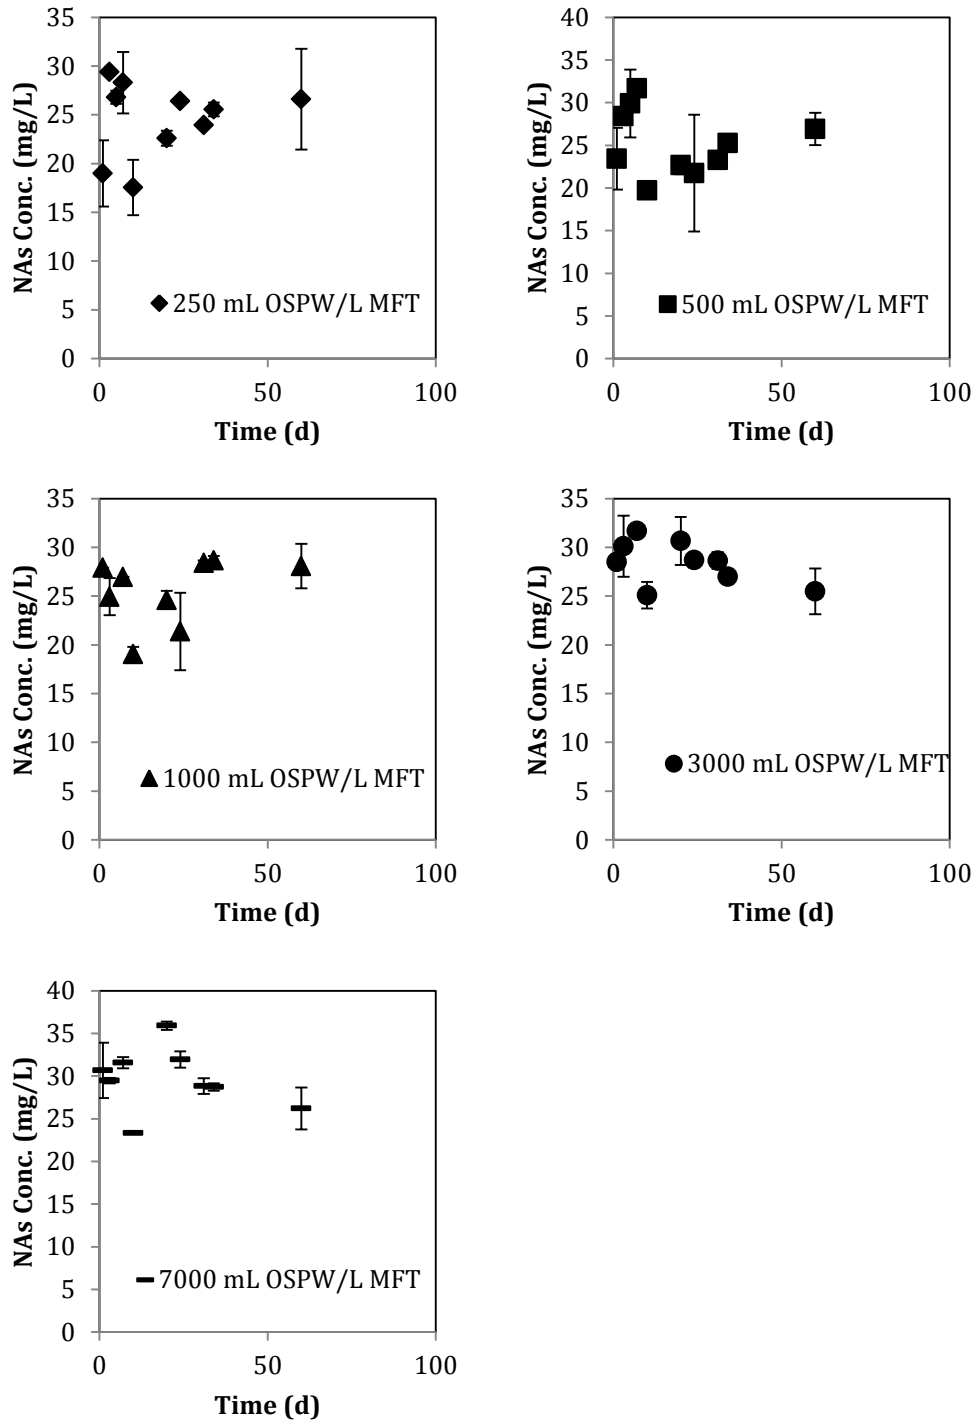 35
30
25
20
15
10
5
0
NAs Conc. (mg/L)
250 mL OSPW/L MFT
0 50 100
Time (d)
40
35
30
25
20
15
10
5
0
NAs Conc. (mg/L)
500 mL OSPW/L MFT
0 50 100
Time (d)
35
30
25
20
15
10
5
0
NAs Conc. (mg/L)
1000 mL OSPW/L MFT
0 50 100
Time (d)
35
30
25
20
15
10
5
0
NAs Conc. (mg/L)
3000 mL OSPW/L MFT
0 50 100
Time (d)
40
35
30
25
20
15
10
5
0
NAs Conc. (mg/L)
7000 mL OSPW/L MFT
0 50 100
Time (d)